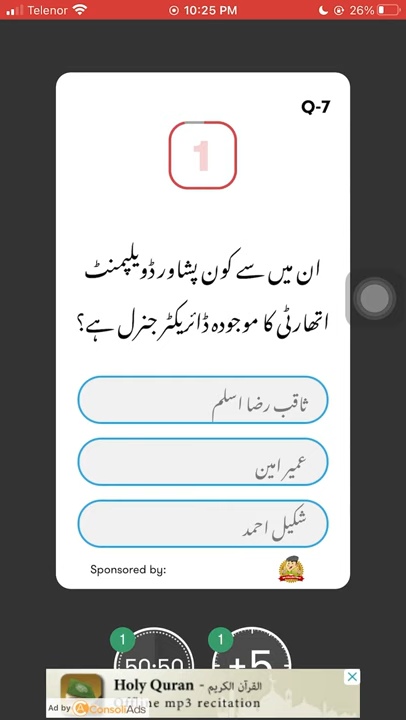 Telenor 10:25 PM 26%
Q-7
1
ان میں سے کون پشاور ڈویلپمنٹ
اتھارٹی کا موجودہ ڈائریکٹر جنرل ہے؟
ثاقب رضا اسلم
عمیر امین
شکیل احمد
Sponsored by:
1 1
50:50 +5
Holy Quran - القرآن الكريم
ne mp3 recitation
Ad by ConsoliAds